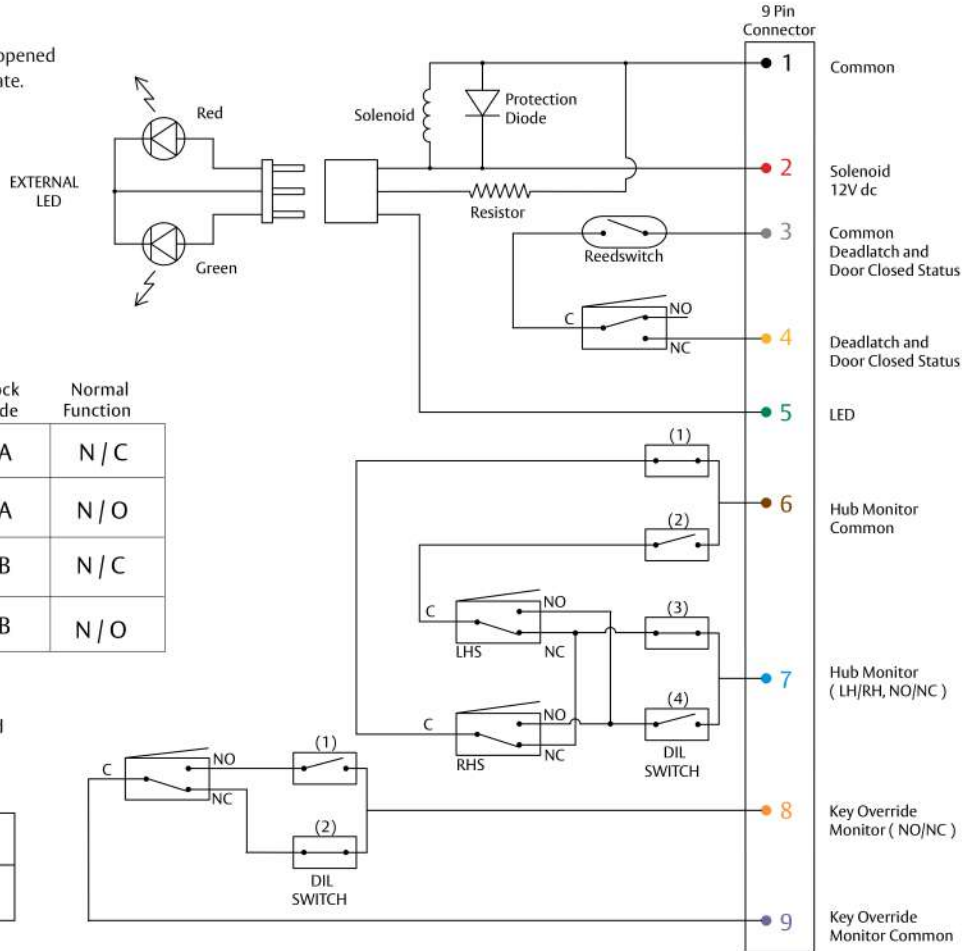 9 Pin
Connector
1
Common
Red
Solenoid
Protection
Diode
EXTERNAL
LED
2
Solenoid
12V dc
Resistor
Green
3
Common
Deadlatch and
Door Closed Status
Reedswitch
C
NO
NC
4
Deadlatch and
Door Closed Status
Normal
Function
5
LED
A
N / C
A
N / O
B
N / C
B
N / O
(1)
6
Hub Monitor
Common
(2)
C
NO
NC
LHS
(3)
7
Hub Monitor
( LH/RH, NO/NC )
C
NO
NC
RHS
(4)
DIL
SWITCH
C
NO
NC
(1)
8
Key Override
Monitor ( NO/NC )
(2)
DIL
SWITCH
9
Key Override
Monitor Common